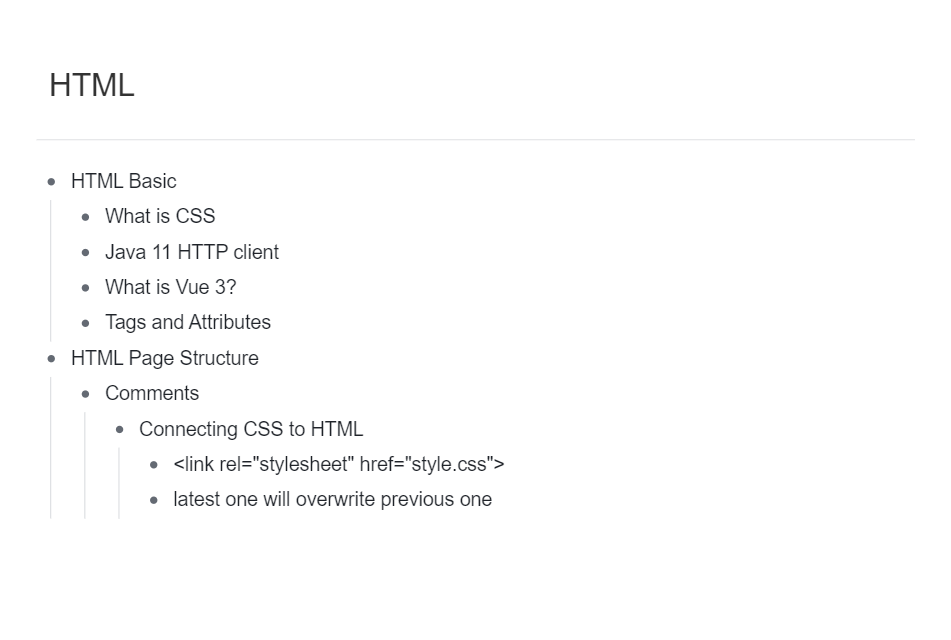 HTML
HTML Basic
What is CSS
Java 11 HTTP client
What is Vue 3?
Tags and Attributes
HTML Page Structure
Comments
Connecting CSS to HTML
<link rel="stylesheet" href="style.css">
latest one will overwrite previous one